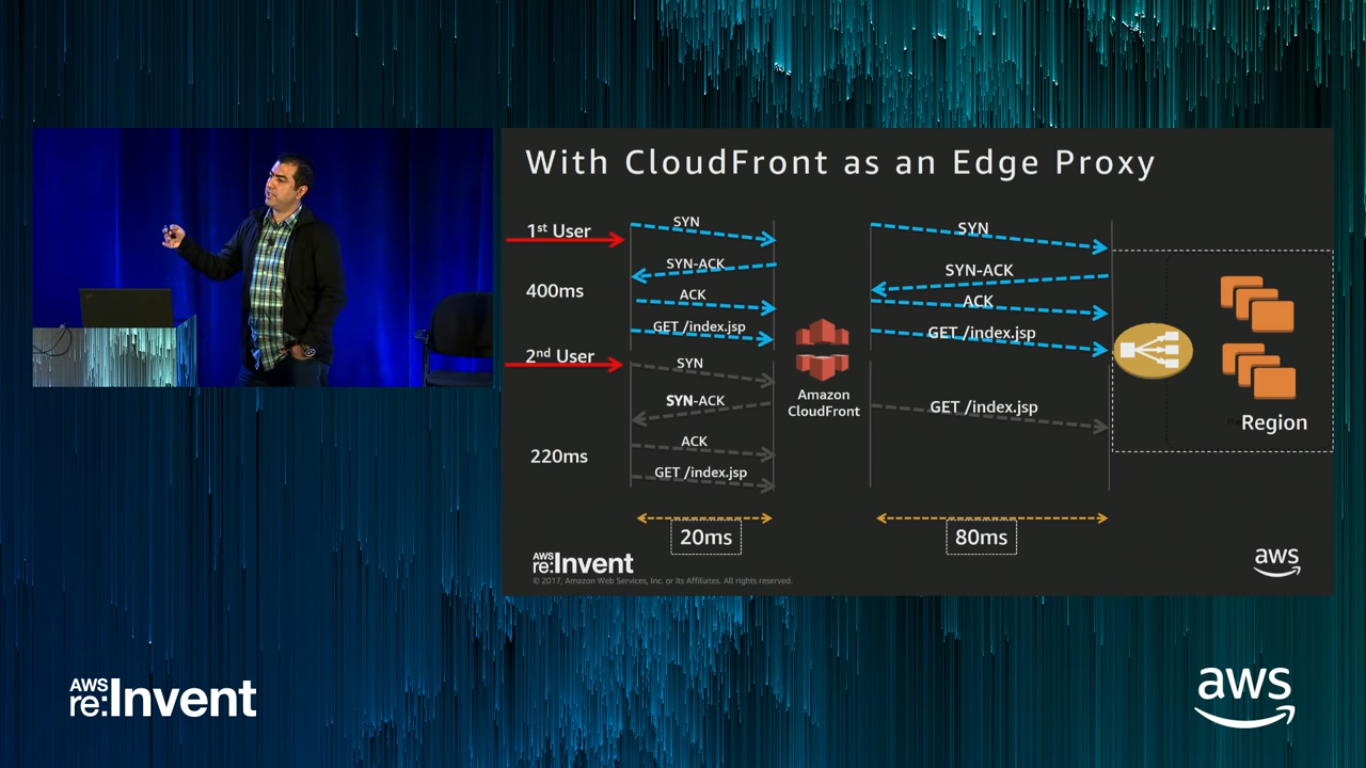 With CloudFront as an Edge Proxy
1st User
SYN
SYN
SYN-ACK
SYN-ACK
400ms
ACK
ACK
GET /index.jsp
GET /index.jsp
2nd User
SYN
Amazon
CloudFront
SYN-ACK
GET /index.jsp
Region
ACK
220ms
GET /index.jsp
20ms
80ms
AWS
re:Invent
aws
© 2017, Amazon Web Services, Inc. or its Affiliates. All rights reserved.
AWS
re:Invent
aws